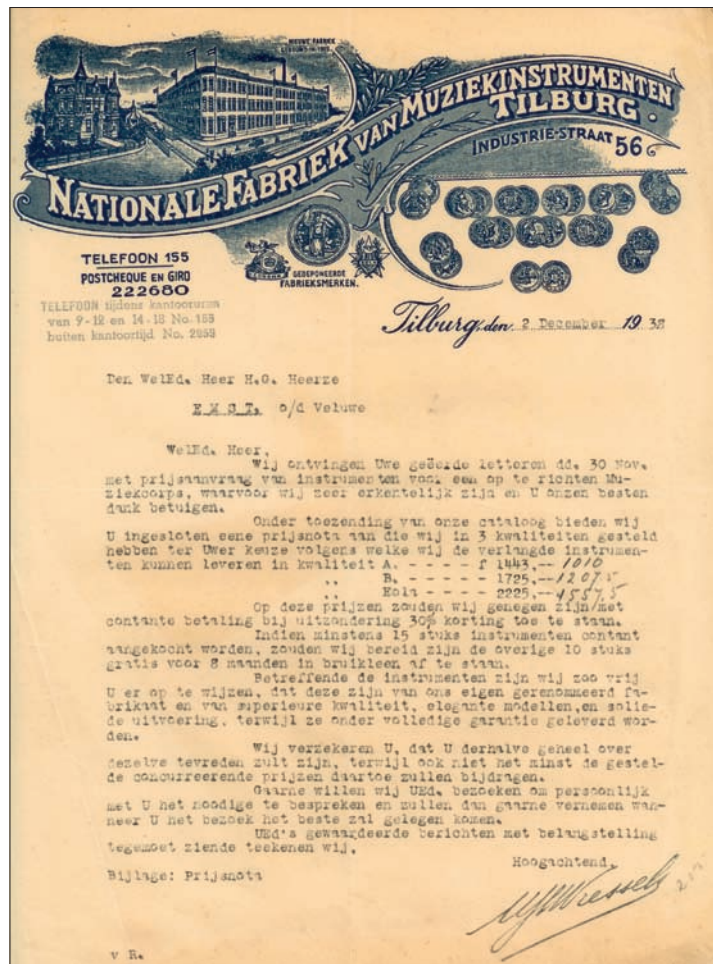 NIEUWE FABRIEK
NATIONALE FABRIEK VAN MUZIEKINSTRUMENTEN
TILBURG.
INDUSTRIE-STRAAT 56
TELEFOON 155
POSTCHEQUE EN GIRO
222680
GEDEPONEERDE
FABRIEKSMERKEN.
TELEFOON tijdens kantooruren
van 9-12 en 14-18 No. 155
buiten kantoortijd No. 2958
Tilburg, den 2 December 19 38
Den WelEd. Heer H.G. Heerze
EMST. o/d Veluwe
WelEd. Heer,
Wij ontvingen Uwe geëerde letteren dd. 30 Nov.
met prijsaanvraag van instrumenten voor een op te richten Mu-
ziekcorps, waarvoor wij zeer erkentelijk zijn en U onzen besten
dank betuigen.
Onder toezending van onze cataloog bieden wij
U ingesloten eene prijsnota aan die wij in 3 kwaliteiten gesteld
hebben ter Uwer keuze volgens welke wij de verlangde instrumen-
ten kunnen leveren in kwaliteit A. - - - - - f 1443,-- 1010
,, B. - - - - - 1725,-- 1207.5
,, Eola - - - - 2225,-- 1557.5
Op deze prijzen zouden wij genegen zijn/met
contante betaling bij uitzondering 30% korting toe te staan.
Indien minstens 15 stuks instrumenten contant
aangekocht worden, zouden wij bereid zijn de overige 10 stuks
gratis voor 8 maanden in bruikleen af te staan.
Betreffende de instrumenten zijn wij zoo vrij
U er op te wijzen, dat deze zijn van ons eigen gerenommeerd fa-
brikaat en van superieure kwaliteit, elegante modellen,en solie-
de uitvoering, terwijl ze onder volledige garantie geleverd wor-
den.
Wij verzekeren U, dat U derhalve geheel over
dezelve tevreden zult zijn, terwijl ook niet het minst de gestel-
de concurreerende prijzen daartoe zullen bijdragen.
Gaarne willen wij UEd. bezoeken om persoonlijk
met U het noodige te bespreken en zullen dan gaarne vernemen wan-
neer U het bezoek het beste zal gelegen komen.
UEd's gewaardeerde berichten met belangstelling
tegemoet ziende teekenen wij,
Hoogachtend,
Bijlage: Prijsnota
v R.